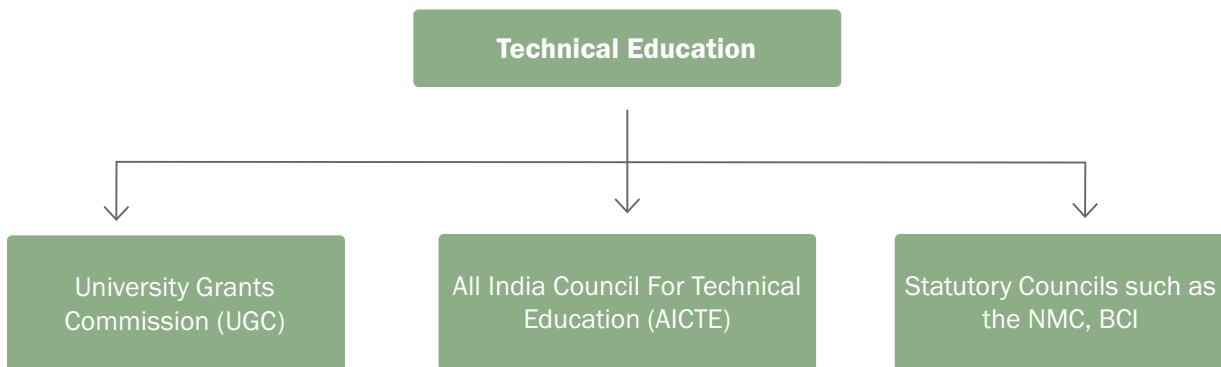 Technical Education
University Grants
Commission (UGC)
All India Council For Technical
Education (AICTE)
Statutory Councils such as
the NMC, BCI